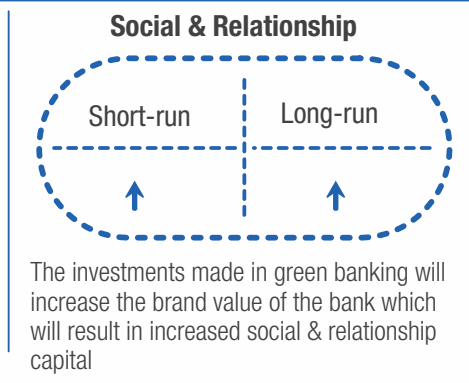 Social & Relationship
Short-run
Long-run
The investments made in green banking will
increase the brand value of the bank which
will result in increased social & relationship
capital